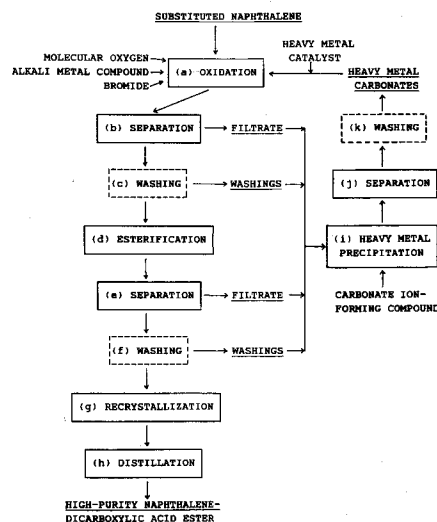 SUBSTITUTED NAPHTHALENE
MOLECULAR OXYGEN
ALKALI METAL COMPOUND
BROMIDE
(a) OXIDATION
HEAVY METAL
CATALYST
HEAVY METAL
CARBONATES
(b) SEPARATION
FILTRATE
(k) WASHING
(c) WASHING
WASHINGS
(j) SEPARATION
(d) ESTERIFICATION
(i) HEAVY METAL
PRECIPITATION
(e) SEPARATION
FILTRATE
CARBONATE ION-
FORMING COMPOUND
(f) WASHING
WASHINGS
(g) RECRYSTALLIZATION
(h) DISTILLATION
HIGH-PURITY NAPHTHALENE-
DICARBOXYLIC ACID ESTER